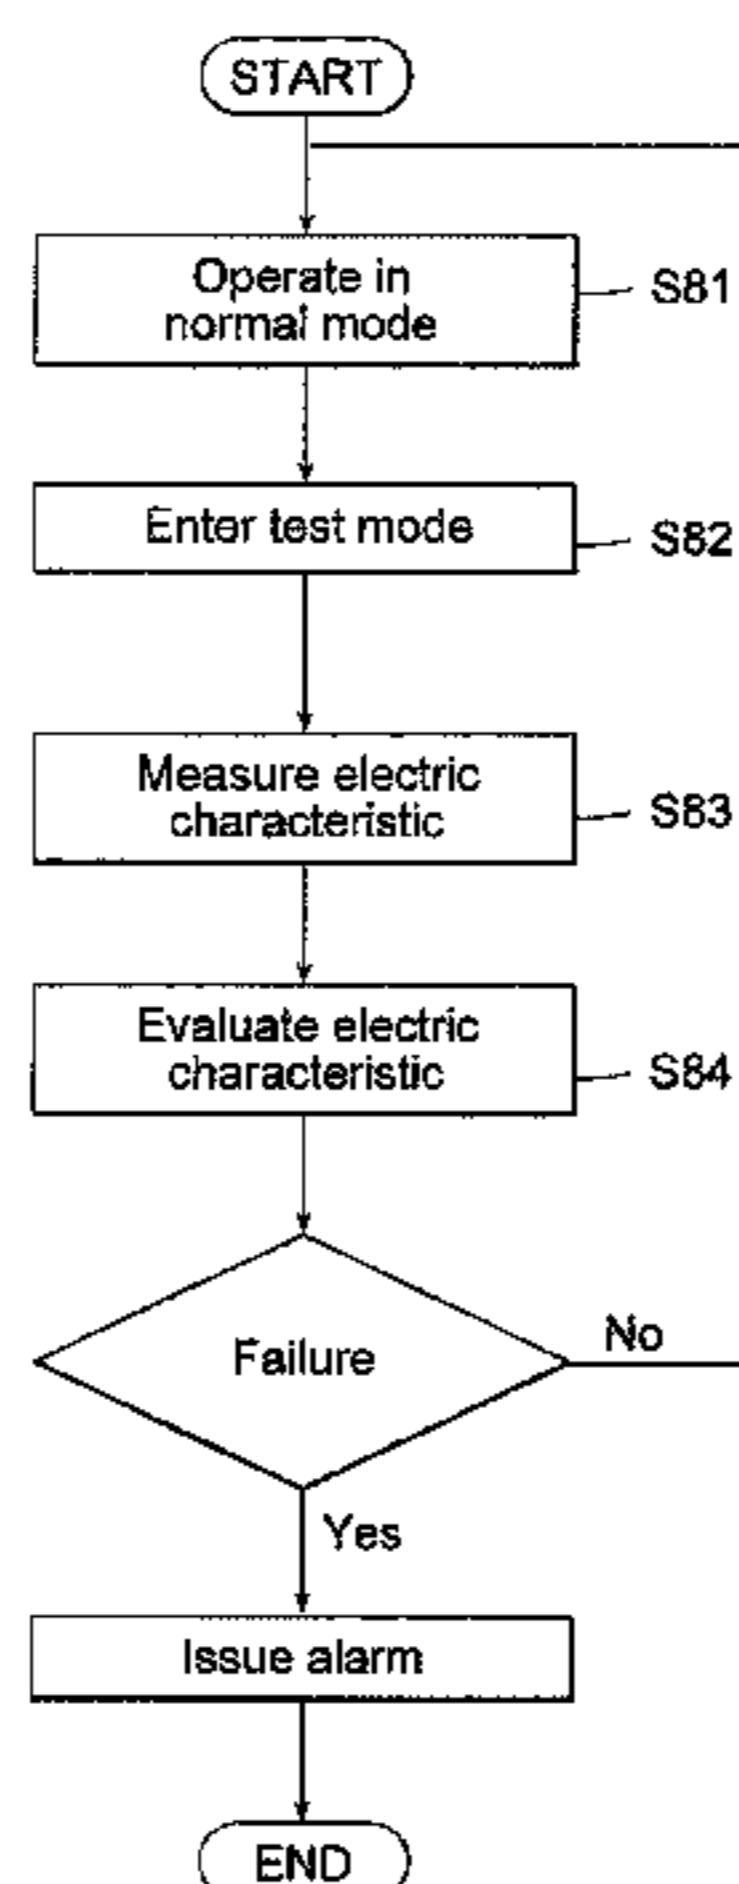 START
Operate in
normal mode
S81
Enter test mode
S82
Measure electric
characteristic
S83
Evaluate electric
characteristic
S84
Failure
No
Yes
Issue alarm
END